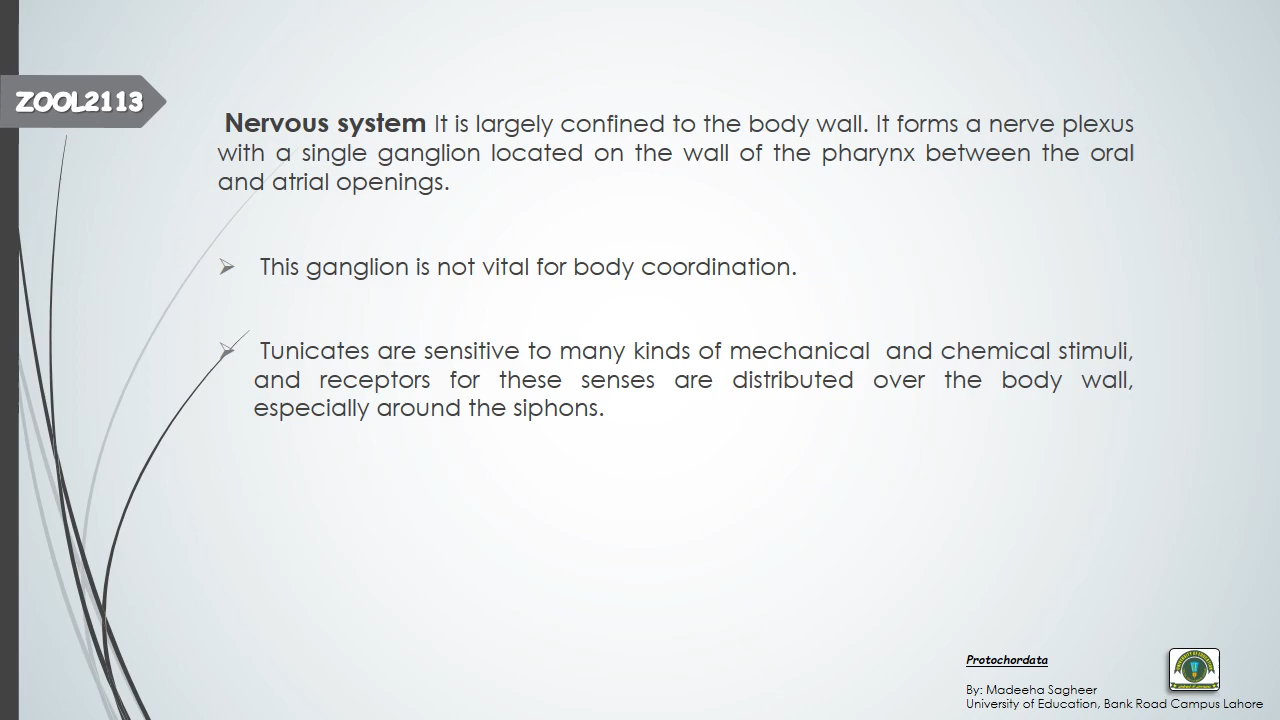 ZOOL2113
Nervous system It is largely confined to the body wall. It forms a nerve plexus
with a single ganglion located on the wall of the pharynx between the oral
and atrial openings.
This ganglion is not vital for body coordination.
Tunicates are sensitive to many kinds of mechanical and chemical stimuli,
and receptors for these senses are distributed over the body wall,
especially around the siphons.
Protochordata
By: Madeeha Sagheer
University of Education, Bank Road Campus Lahore